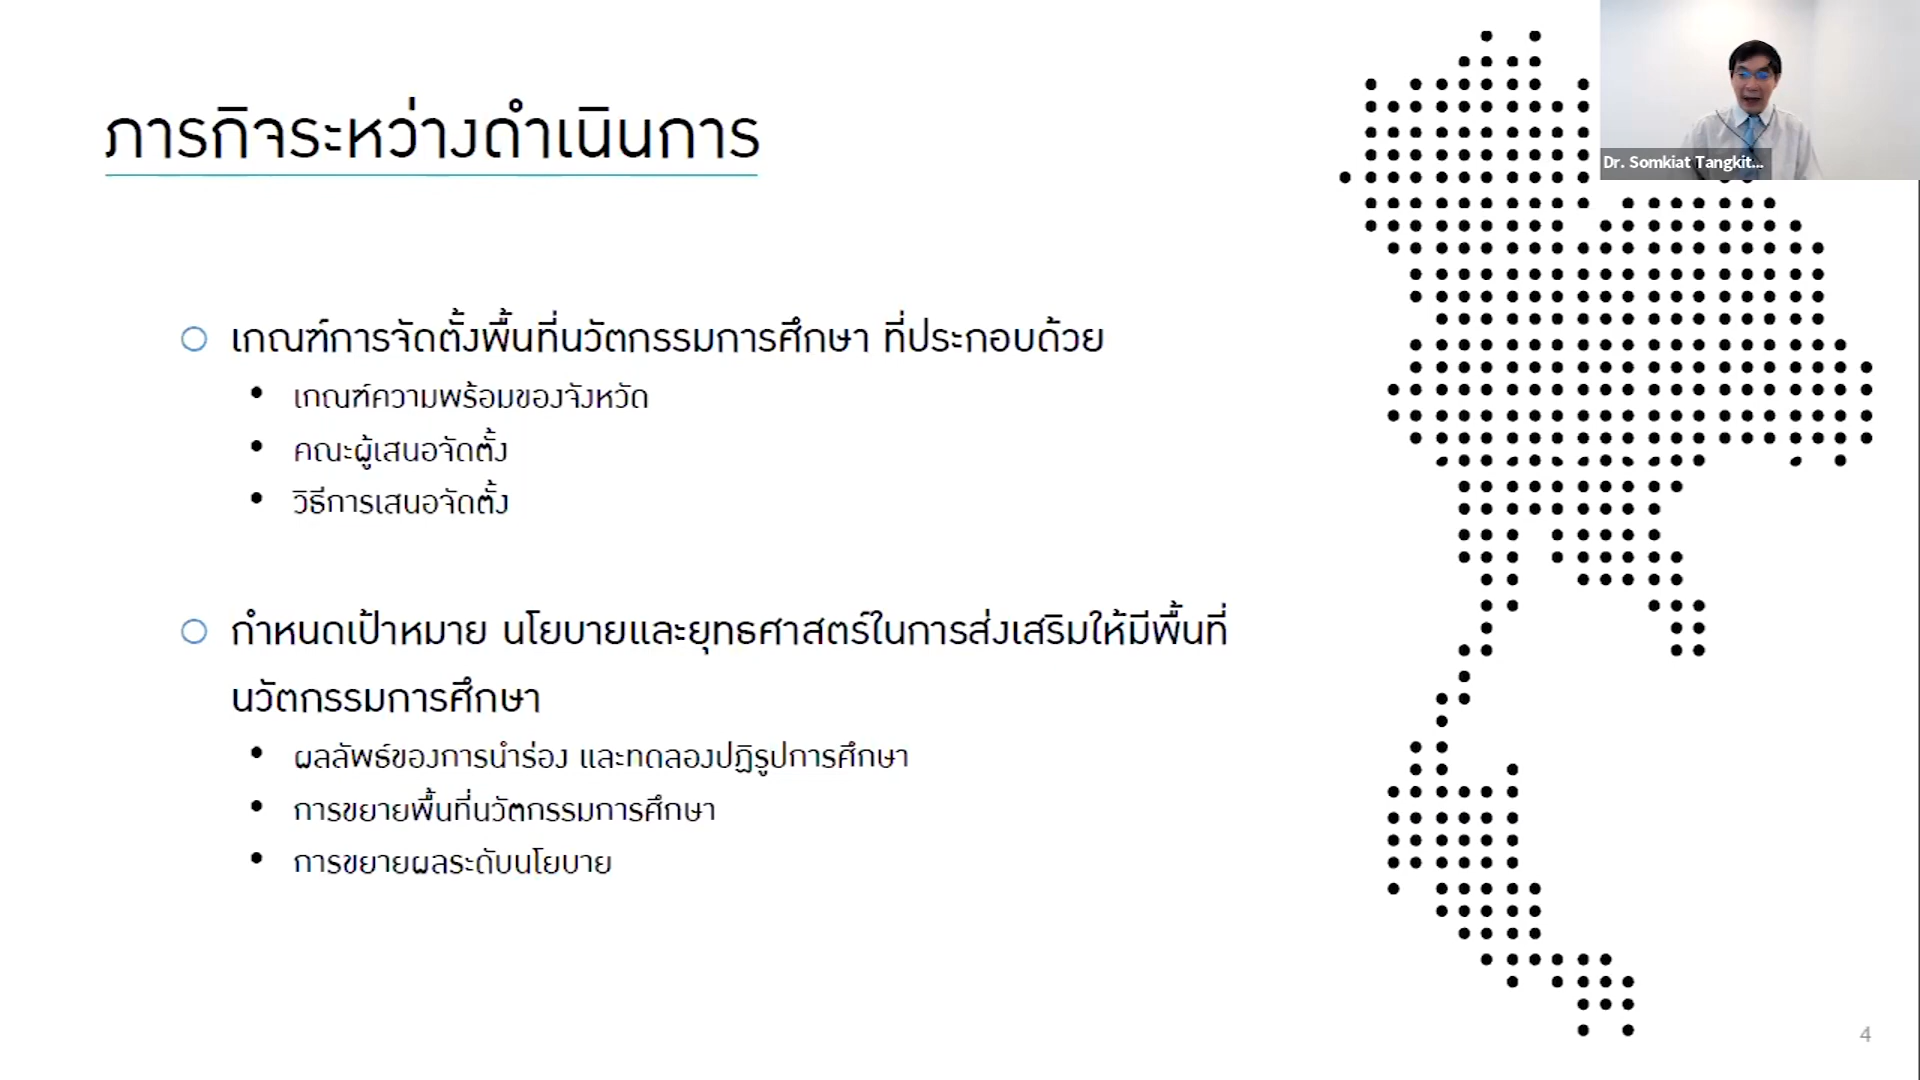 ภารกิจระหว่างดำเนินการ
Dr. Somkiat Tangkit...
เกณฑ์การจัดตั้งพื้นที่นวัตกรรมการศึกษา ที่ประกอบด้วย
เกณฑ์ความพร้อมของจังหวัด
คณะผู้เสนอจัดตั้ง
วิธีการเสนอจัดตั้ง
กำหนดเป้าหมาย นโยบายและยุทธศาสตร์ในการส่งเสริมให้มีพื้นที่
นวัตกรรมการศึกษา
ผลลัพธ์ของการนำร่อง และทดลองปฏิรูปการศึกษา
การขยายพื้นที่นวัตกรรมการศึกษา
การขยายผลระดับนโยบาย
4